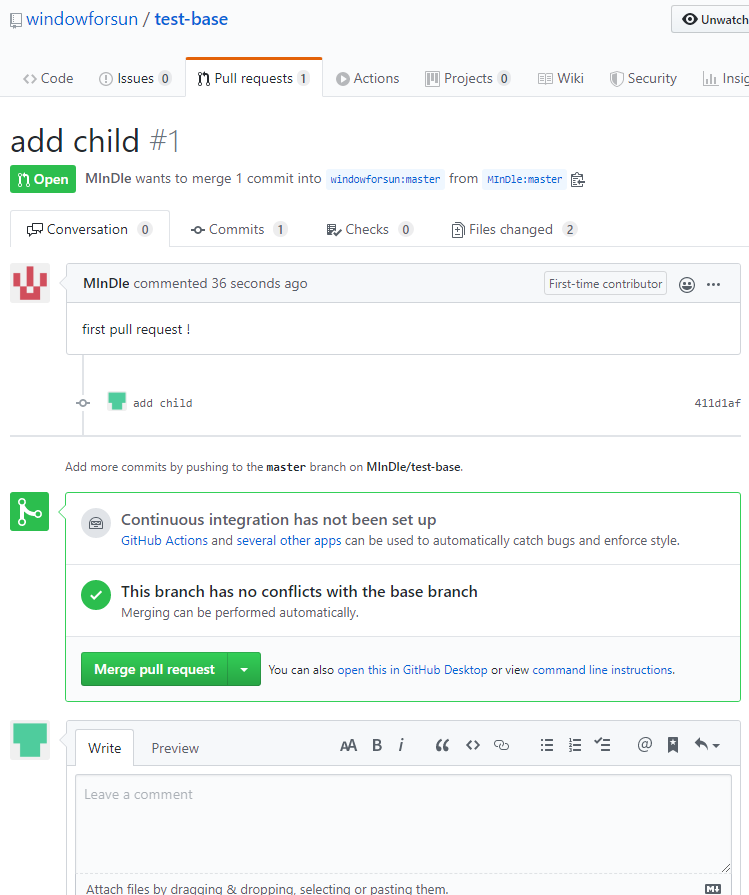 windowforsun / test-base
Unwatch
Code Issues 0 Pull requests 1 Actions Projects 0 Wiki Security Insig
add child #1
Open MInDle wants to merge 1 commit into windowforsun:master from MInDle:master
Conversation 0 Commits 1 Checks 0 Files changed 2
MInDle commented 36 seconds ago First-time contributor
first pull request !
add child 411d1af
Add more commits by pushing to the master branch on MInDle/test-base.
Continuous integration has not been set up
GitHub Actions and several other apps can be used to automatically catch bugs and enforce style.
This branch has no conflicts with the base branch
Merging can be performed automatically.
Merge pull request You can also open this in GitHub Desktop or view command line instructions.
Write Preview AA B i
Leave a comment
Attach files by dragging & dropping, selecting or pasting them.